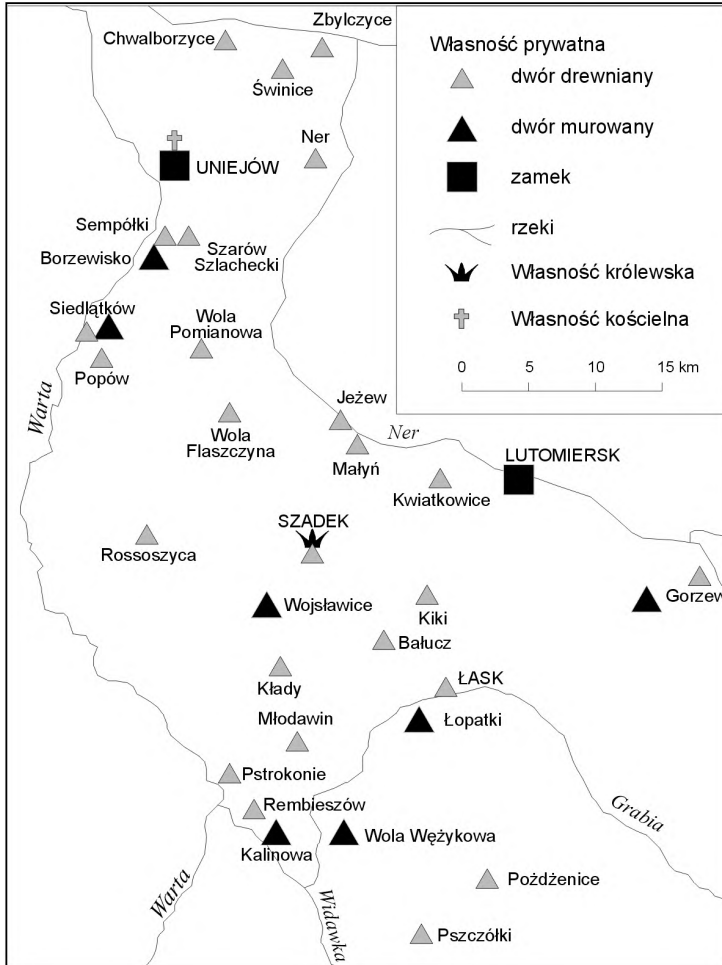 Zbylczyce
Chwalborzyce
Świnice
Ner
UNIEJÓW
Sempółki
Szarów
Szlachecki
Borzewisko
Siedlątków
Wola
Pomianowa
Popów
Warta
Jeżew
Ner
Wola
Flaszczyna
Małyń
LUTOMIERSK
Kwiatkowice
SZADEK
Rossoszyca
Wojsławice
Kiki
Gorzew
Bałucz
Kłady
ŁASK
Młodawin
Łopatki
Pstrokonie
Rembieszów
Grabia
Kalinowa
Wola Wężykowa
Warta
Widawka
Pożdżenice
Pszczółki
Własność prywatna
dwór drewniany
dwór murowany
zamek
rzeki
Własność królewska
Własność kościelna
0 5 10 15 km